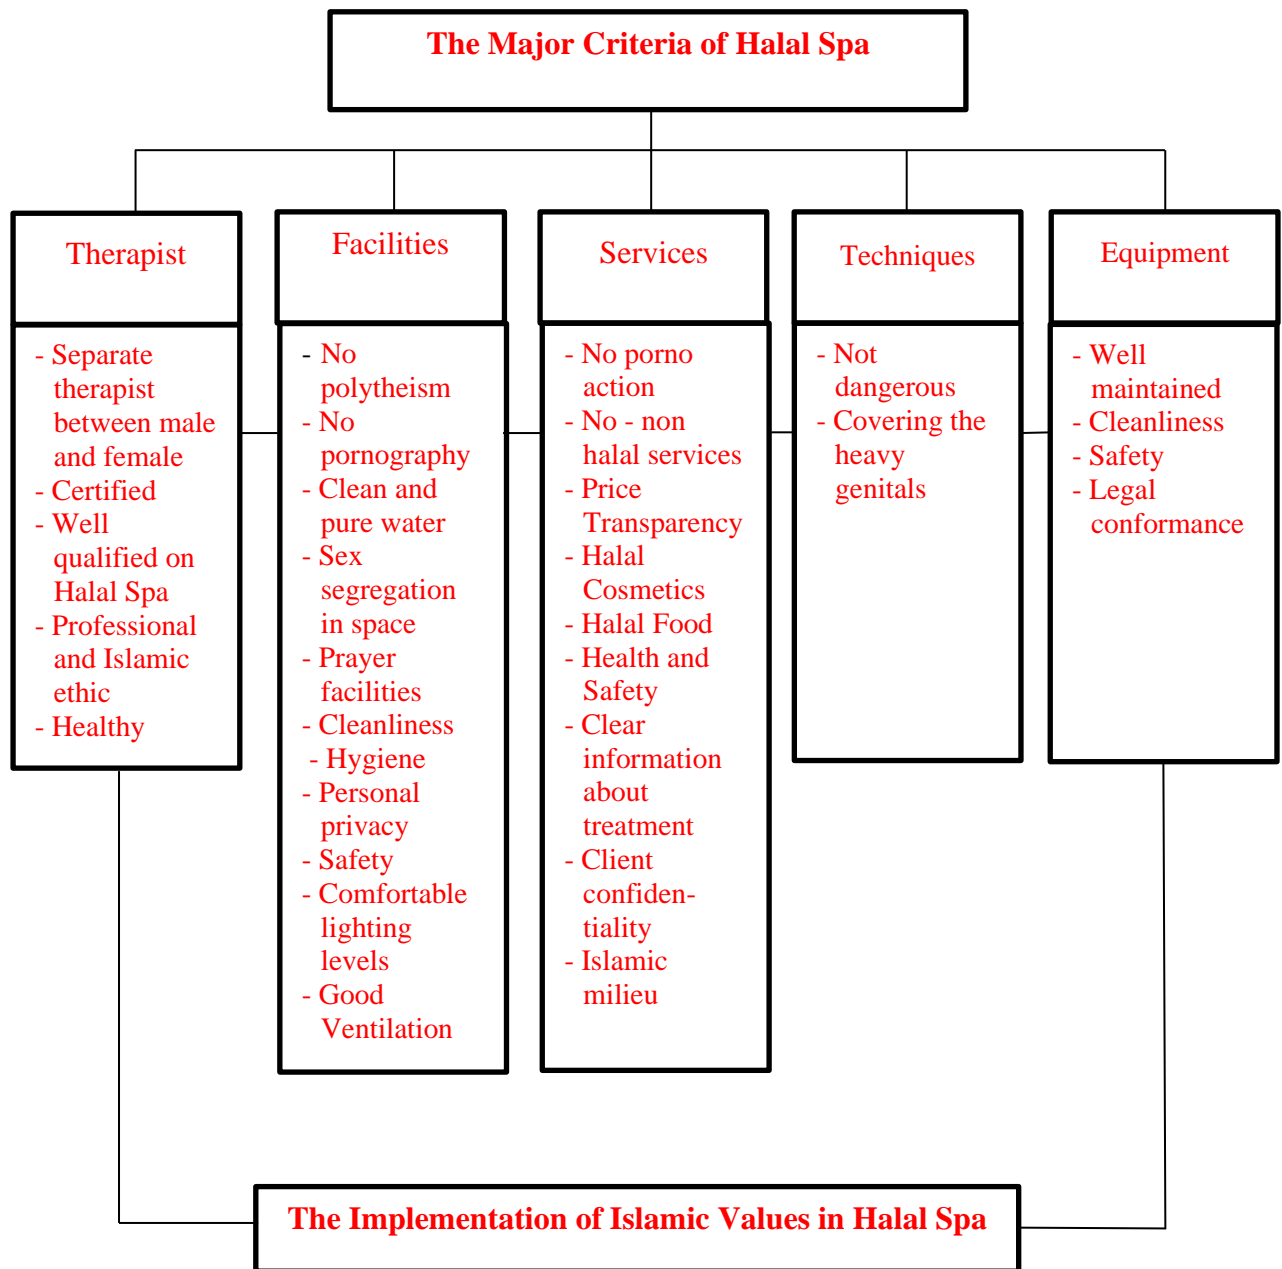 The Major Criteria of Halal Spa
Therapist
- Separate
therapist
between male
and female
- Certified
- Well
qualified on
Halal Spa
- Professional
and Islamic
ethic
- Healthy
Facilities
- No
polytheism
- No
pornography
- Clean and
pure water
- Sex
segregation
in space
- Prayer
facilities
- Cleanliness
- Hygiene
- Personal
privacy
- Safety
- Comfortable
lighting
levels
- Good
Ventilation
Services
- No porno
action
- No - non
halal services
- Price
Transparency
- Halal
Cosmetics
- Halal Food
- Health and
Safety
- Clear
information
about
treatment
- Client
confiden-
tiality
- Islamic
milieu
Techniques
- Not
dangerous
- Covering the
heavy
genitals
Equipment
- Well
maintained
- Cleanliness
- Safety
- Legal
conformance
The Implementation of Islamic Values in Halal Spa